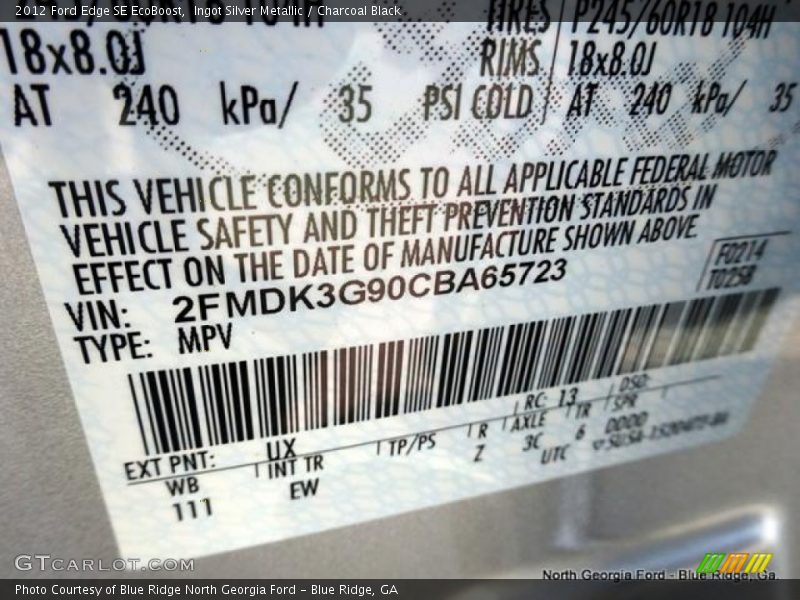 2012 Ford Edge SE EcoBoost, Ingot Silver Metallic / Charcoal Black
TIRES P245/60R18 104H
18x8.0J RIMS 18x8.0J
AT 240 kPa/ 35 PSI COLD AT 240 kPa/ 35
THIS VEHICLE CONFORMS TO ALL APPLICABLE FEDERAL MOTOR
VEHICLE SAFETY AND THEFT PREVENTION STANDARDS IN
EFFECT ON THE DATE OF MANUFACTURE SHOWN ABOVE
F0214
T0258
VIN: 2FMDK3G90CBA65723
TYPE: MPV
EXT PNT: UX RC: 13 DSO:
WB INT TR TP/PS R AXLE TR SPR
111 EW Z 3C 6 DDDD
UTC
GTCARLOT.COM
North Georgia Ford - Blue Ridge, Ga.
Photo Courtesy of Blue Ridge North Georgia Ford – Blue Ridge, GA